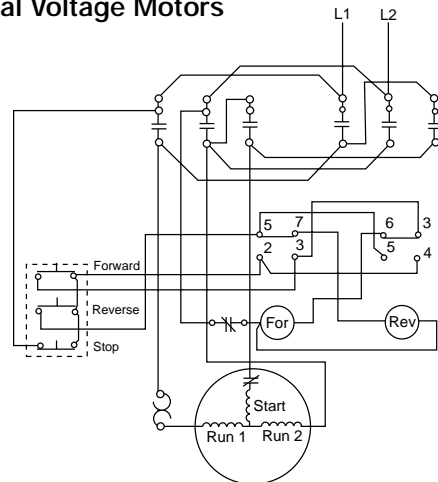 al Voltage Motors
L1 L2
5 7 6 3
2 3 5 4
Forward
Reverse
Stop
For
Rev
Start
Run 1 Run 2